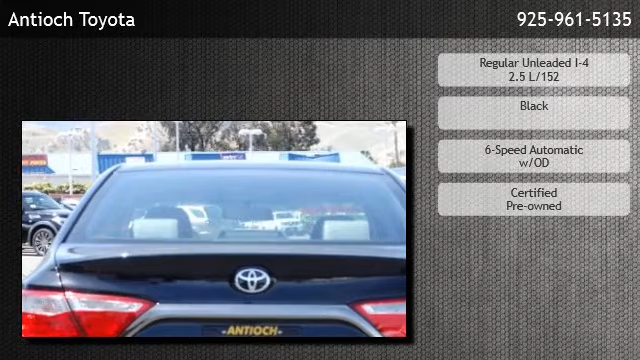 Antioch Toyota
925-961-5135
Regular Unleaded I-4
2.5 L/152
Black
6-Speed Automatic
w/OD
Certified
Pre-owned
-ANTIOCH-